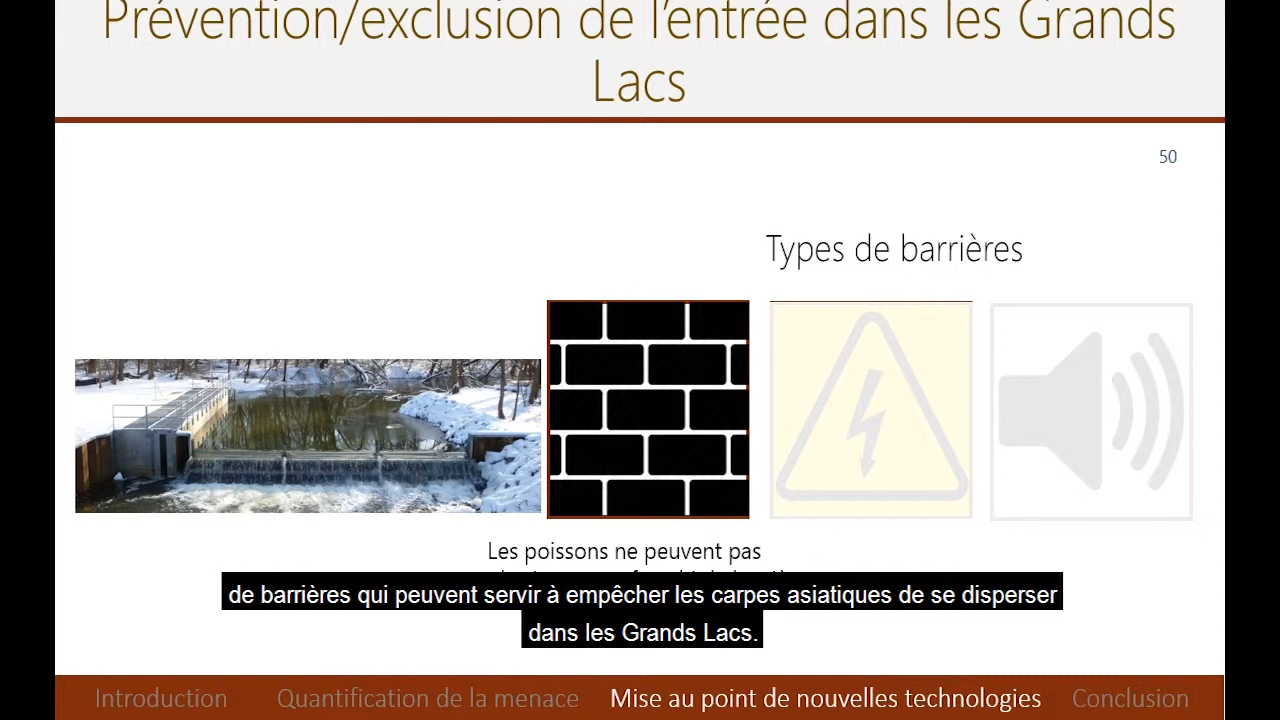 Prévention/exclusion de l’entrée dans les Grands
Lacs
50
Types de barrières
Les poissons ne peuvent pas
de barrières qui peuvent servir à empêcher les carpes asiatiques de se disperser
dans les Grands Lacs.
Introduction
Quantification de la menace
Mise au point de nouvelles technologies
Conclusion